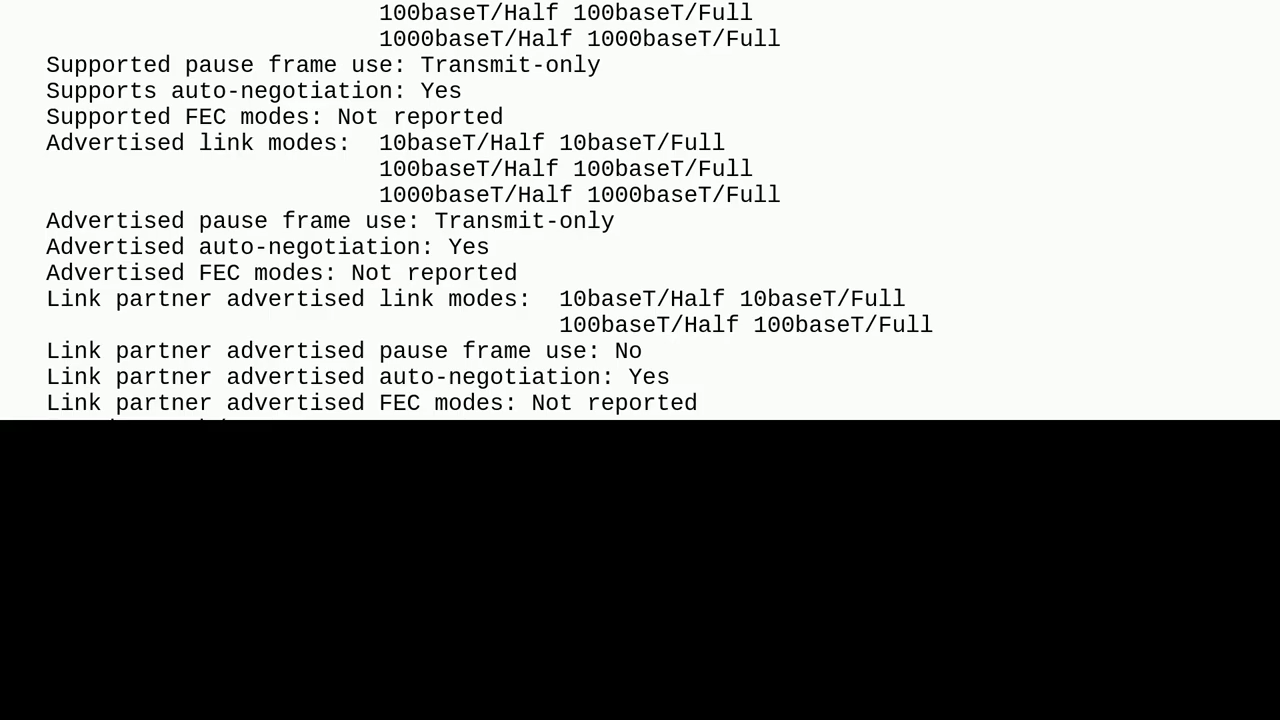 100baseT/Half 100baseT/Full
1000baseT/Half 1000baseT/Full
Supported pause frame use: Transmit-only
Supports auto-negotiation: Yes
Supported FEC modes: Not reported
Advertised link modes:  10baseT/Half 10baseT/Full
100baseT/Half 100baseT/Full
1000baseT/Half 1000baseT/Full
Advertised pause frame use: Transmit-only
Advertised auto-negotiation: Yes
Advertised FEC modes: Not reported
Link partner advertised link modes:  10baseT/Half 10baseT/Full
100baseT/Half 100baseT/Full
Link partner advertised pause frame use: No
Link partner advertised auto-negotiation: Yes
Link partner advertised FEC modes: Not reported